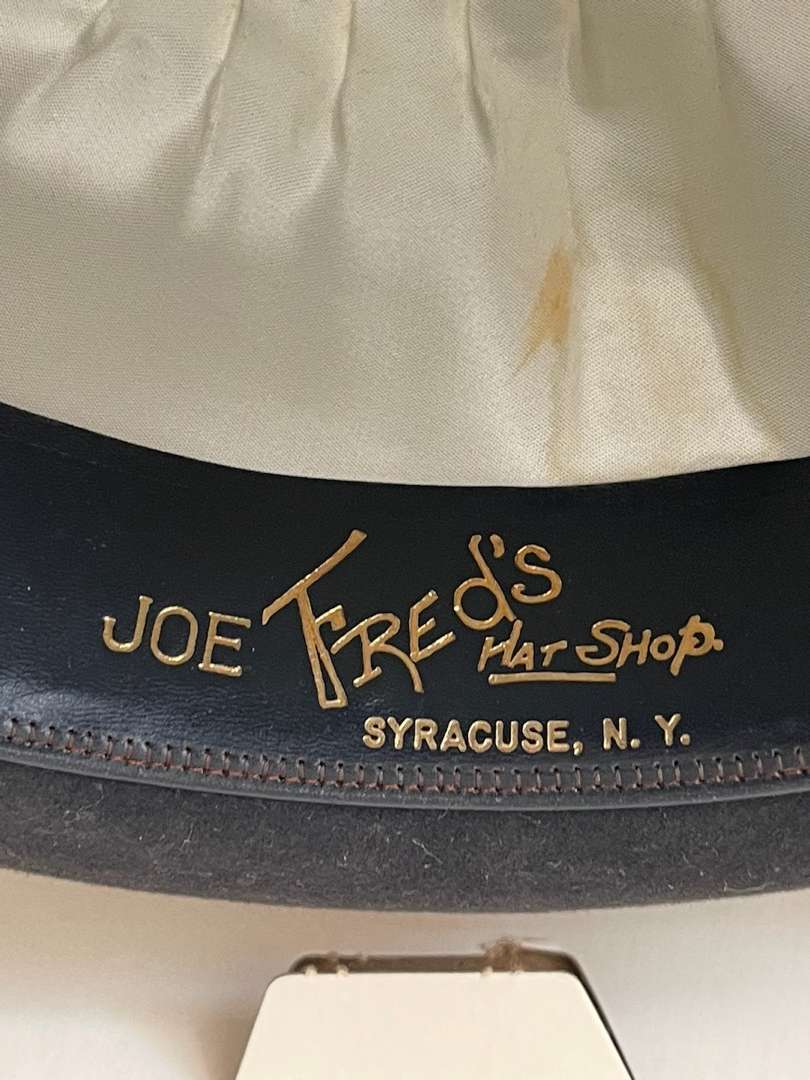 JOE FREd'S
HAT SHOP.
SYRACUSE, N. Y.